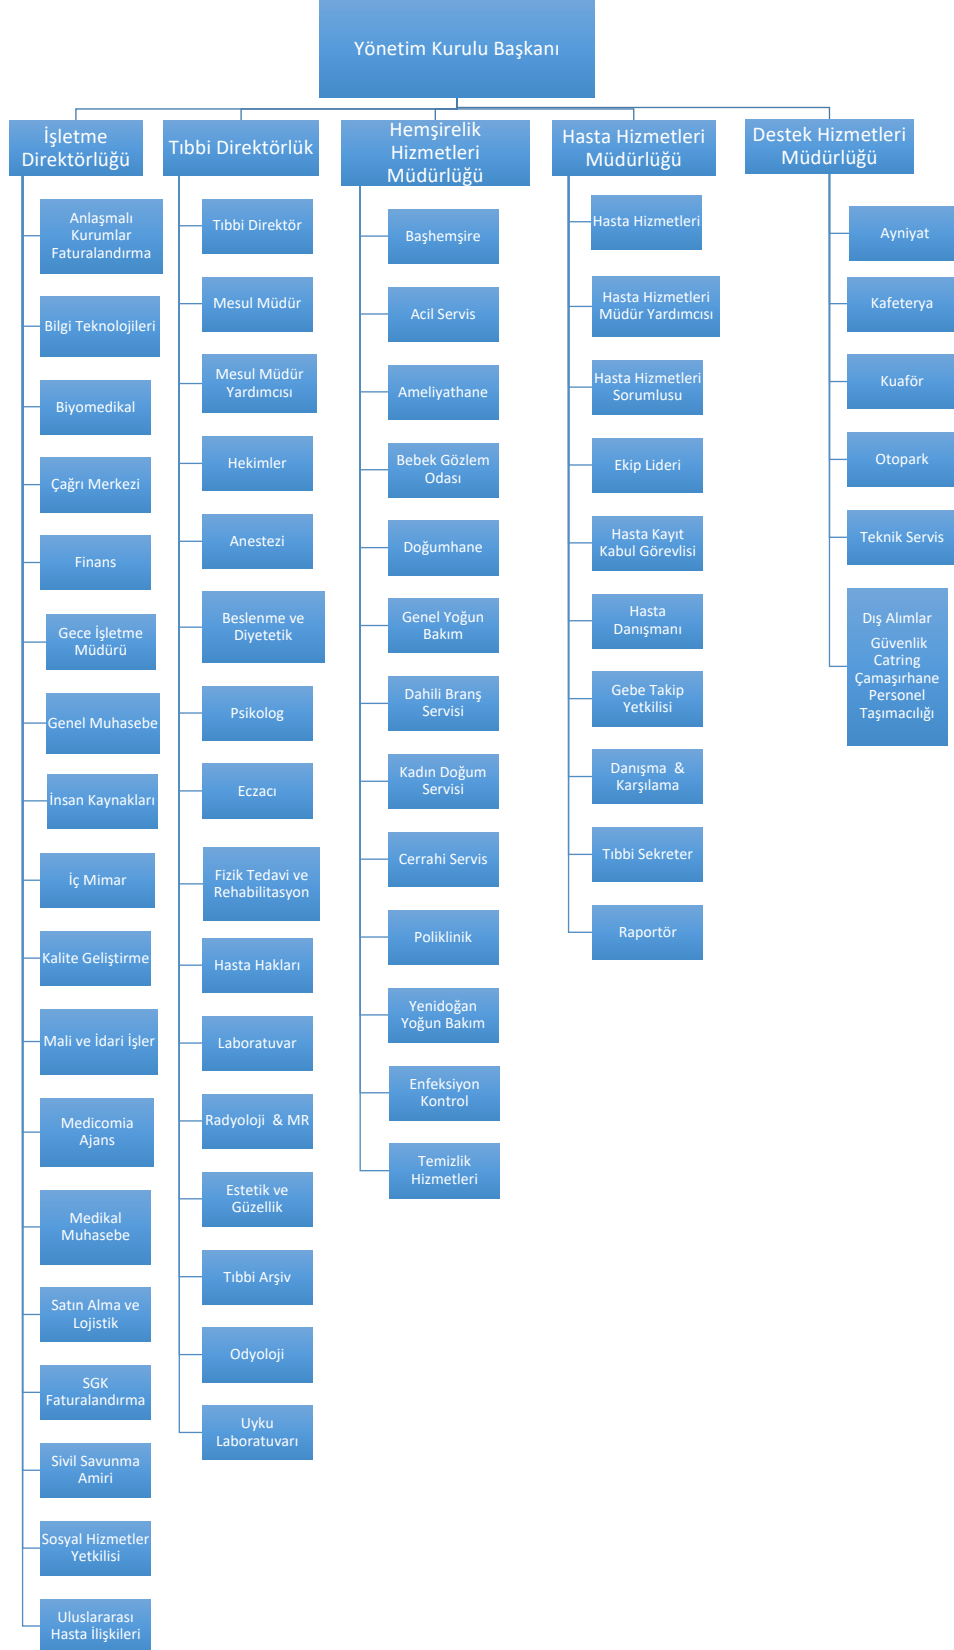 Yönetim Kurulu Başkanı
İşletme
Direktörlüğü
Anlaşmalı
Kurumlar
Faturalandırma
Bilgi Teknolojileri
Biyomedikal
Çağrı Merkezi
Finans
Gece İşletme
Müdürü
Genel Muhasebe
İnsan Kaynakları
İç Mimar
Kalite Geliştirme
Mali ve İdari İşler
Medicomia
Ajans
Medikal
Muhasebe
Satın Alma ve
Lojistik
SGK
Faturalandırma
Sivil Savunma
Amiri
Sosyal Hizmetler
Yetkilisi
Uluslararası
Hasta İlişkileri
Tıbbi Direktörlük
Tıbbi Direktör
Mesul Müdür
Mesul Müdür
Yardımcısı
Hekimler
Anestezi
Beslenme ve
Diyetetik
Psikolog
Eczacı
Fizik Tedavi ve
Rehabilitasyon
Hasta Hakları
Laboratuvar
Radyoloji & MR
Estetik ve
Güzellik
Tıbbi Arşiv
Odyoloji
Uyku
Laboratuvarı
Hemşirelik
Hizmetleri
Müdürlüğü
Başhemşire
Acil Servis
Ameliyathane
Bebek Gözlem
Odası
Doğumhane
Genel Yoğun
Bakım
Dahili Branş
Servisi
Kadın Doğum
Servisi
Cerrahi Servis
Poliklinik
Yenidoğan
Yoğun Bakım
Enfeksiyon
Kontrol
Temizlik
Hizmetleri
Hasta Hizmetleri
Müdürlüğü
Hasta Hizmetleri
Hasta Hizmetleri
Müdür Yardımcısı
Hasta Hizmetleri
Sorumlusu
Ekip Lideri
Hasta Kayıt
Kabul Görevlisi
Hasta
Danışmanı
Gebe Takip
Yetkilisi
Danışma &
Karşılama
Tıbbi Sekreter
Raportör
Destek Hizmetleri
Müdürlüğü
Ayniyat
Kafeterya
Kuaför
Otopark
Teknik Servis
Dış Alımlar
Güvenlik
Catring
Çamaşırhane
Personel
Taşımacılığı